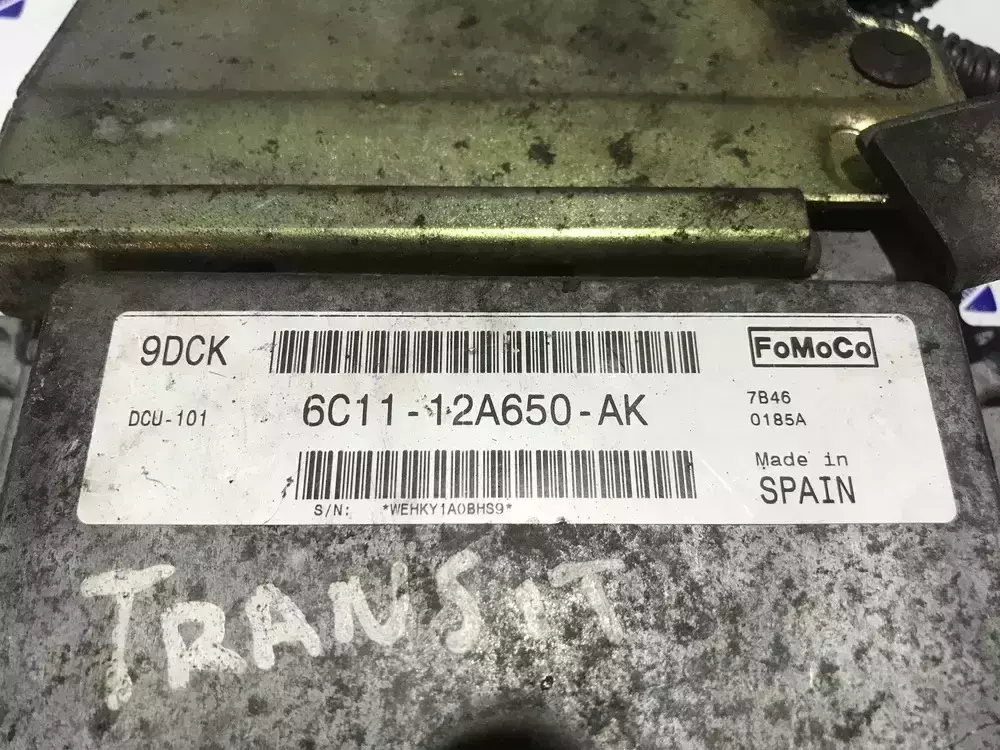 9DCK
FoMoCo
DCU-101
6C11-12A650-AK
7B46
0185A
Made in
SPAIN
S/N: *WEHKY1A0BHS9*
TRANSIT